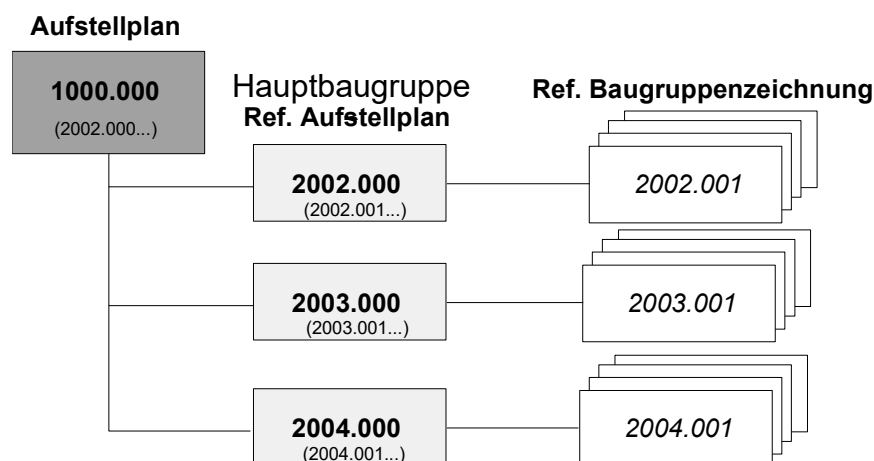 Aufstellplan
1000.000
(2002.000...)
Hauptbaugruppe
Ref. Aufstellplan
Ref. Baugruppenzeichnung
2002.000
(2002.001...)
2002.001
2003.000
(2003.001...)
2003.001
2004.000
(2004.001...)
2004.001